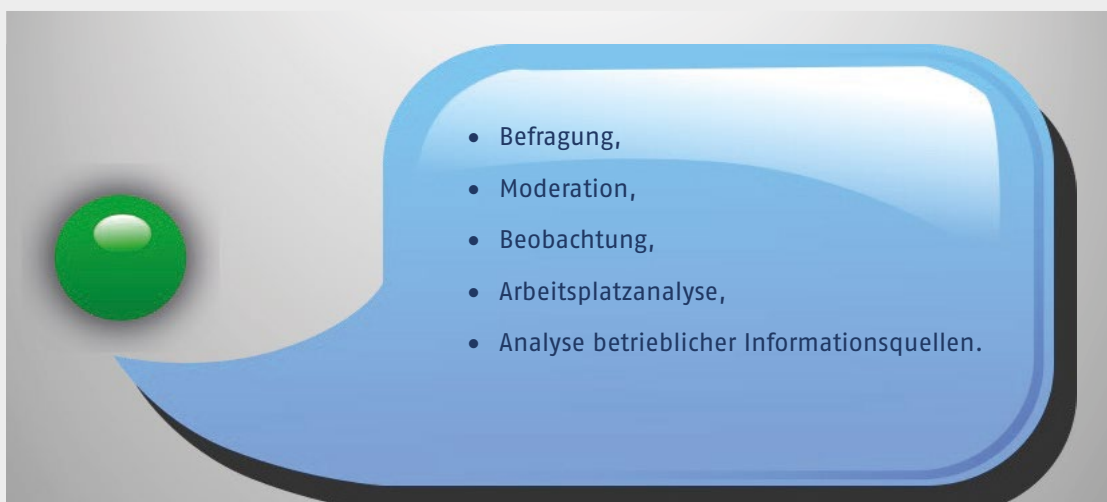 • Befragung,
• Moderation,
• Beobachtung,
• Arbeitsplatzanalyse,
• Analyse betrieblicher Informationsquellen.